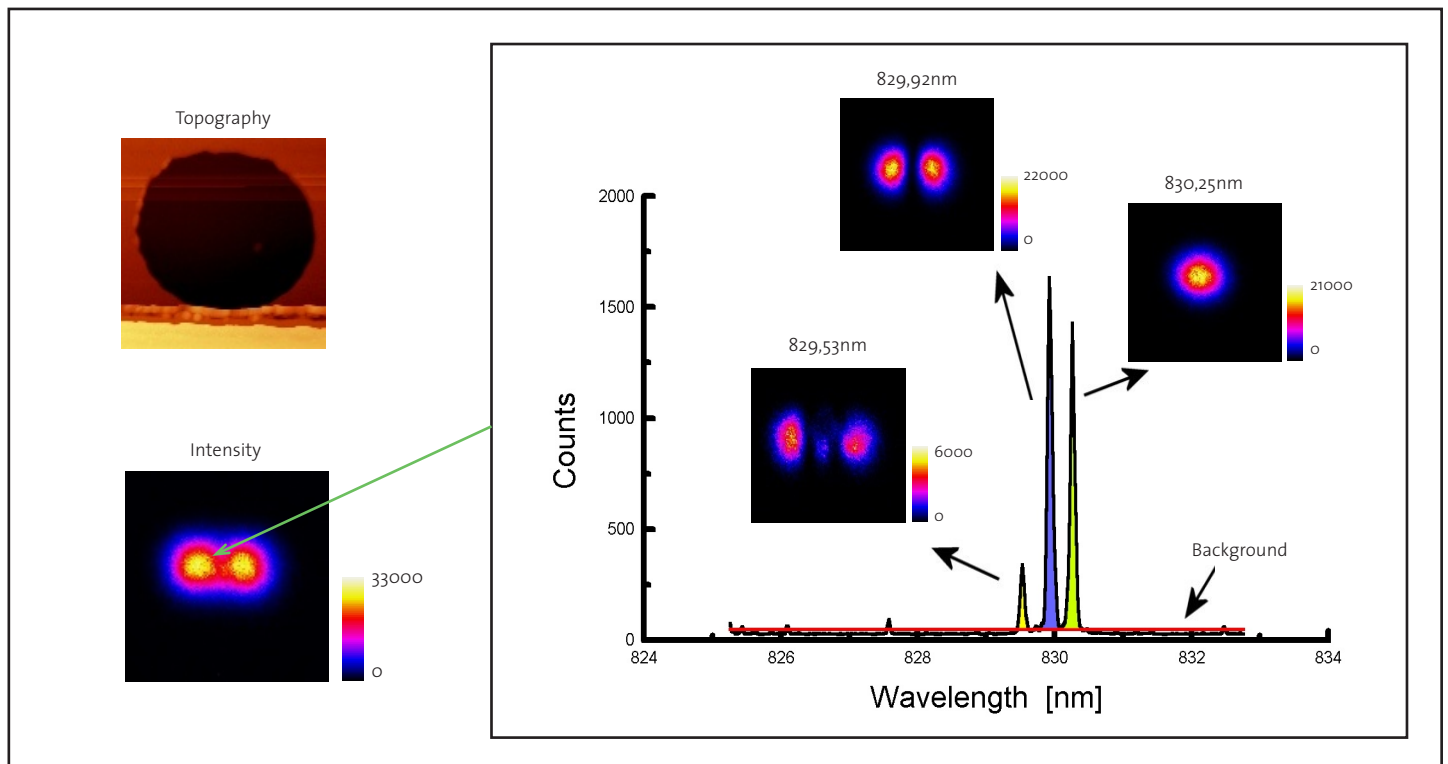 Topography
Intensity
33000
0
829,92nm
22000
0
830,25nm
21000
0
829,53nm
6000
0
Background
2000
1500
1000
500
0
Counts
824
826
828
830
832
834
Wavelength [nm]